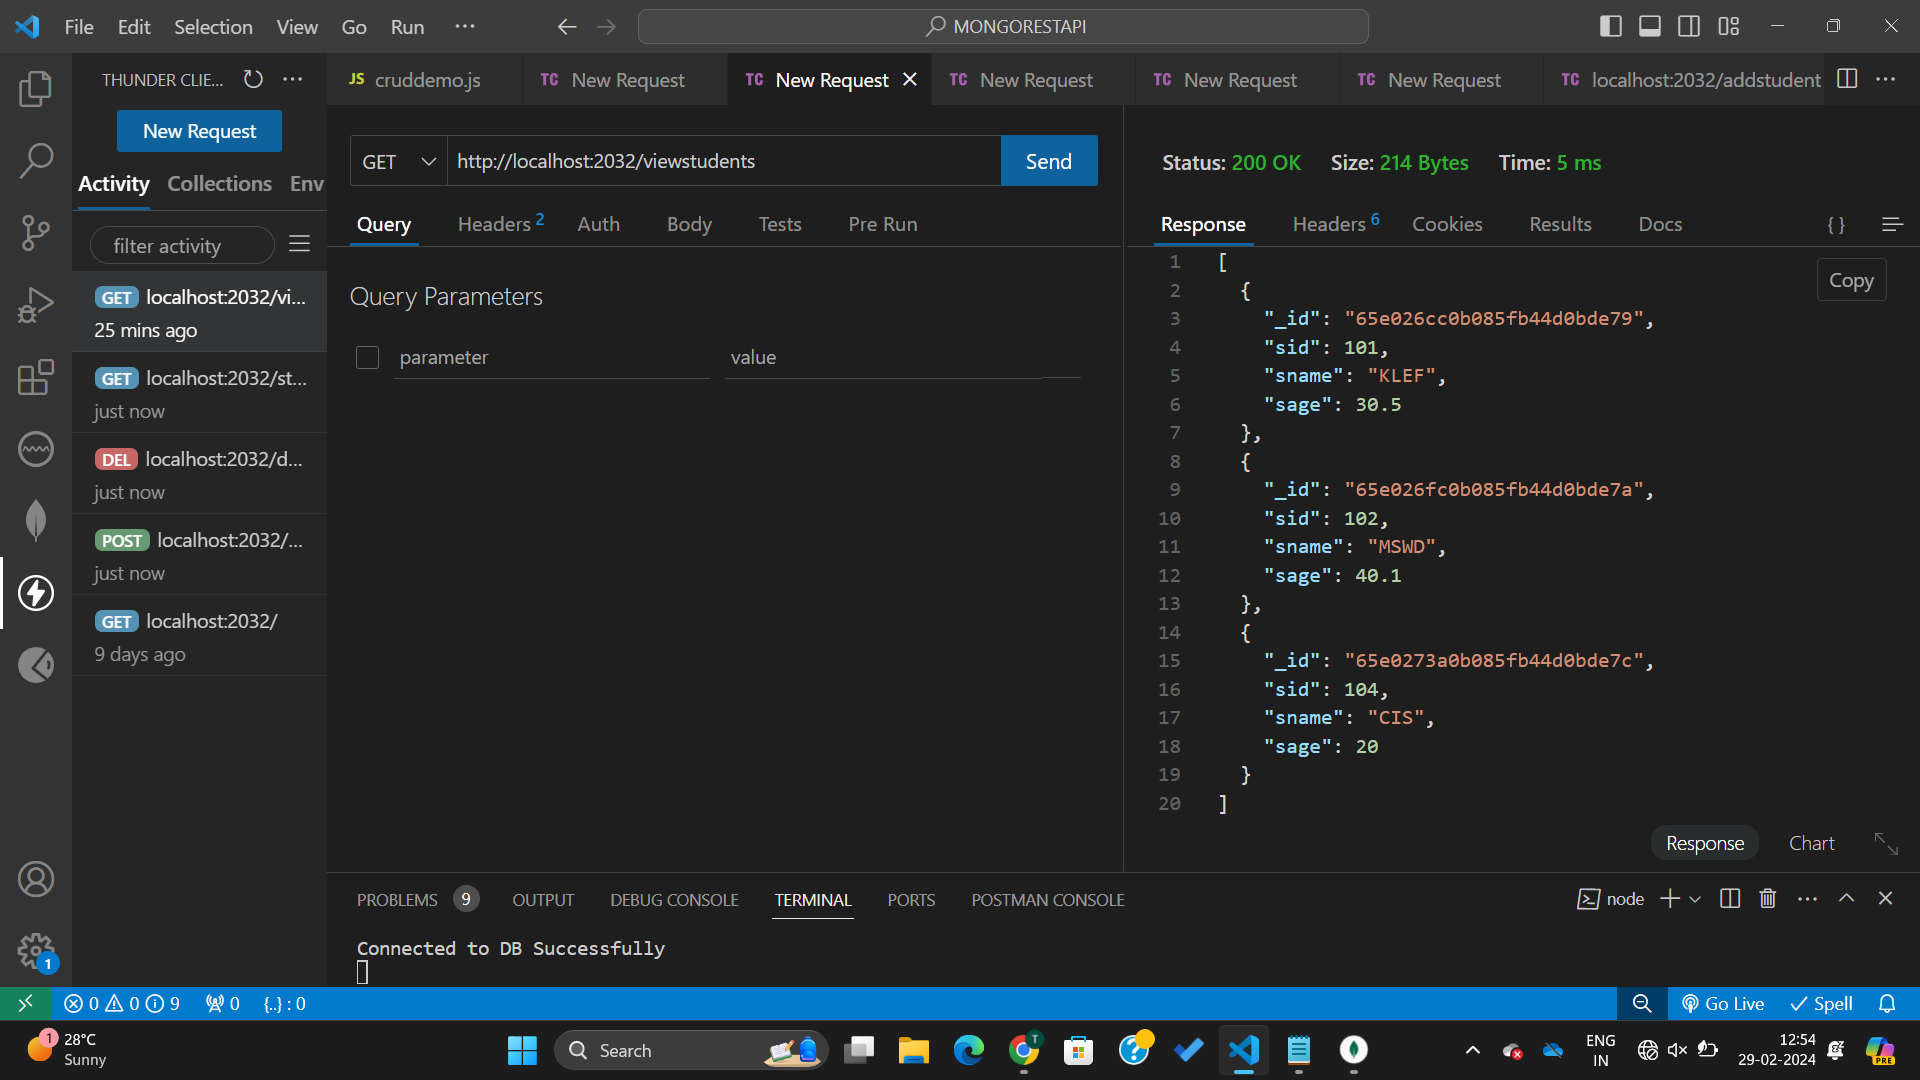 File Edit Selection View Go Run ···
MONGORESTAPI
THUNDER CLIE... ···
JS cruddemo.js
TC New Request
TC New Request
TC New Request
TC New Request
TC New Request
TC localhost:2032/addstudent ···
New Request
Activity Collections Env
filter activity
GET localhost:2032/vi...
25 mins ago
GET localhost:2032/st...
just now
DEL localhost:2032/d...
just now
POST localhost:2032/...
just now
GET localhost:2032/
9 days ago
GET http://localhost:2032/viewstudents Send
Query Headers 2 Auth Body Tests Pre Run
Query Parameters
parameter value
Status: 200 OK Size: 214 Bytes Time: 5 ms
Response Headers 6 Cookies Results Docs { }
Copy
1 [
2 {
3 "_id": "65e026cc0b085fb44d0bde79",
4 "sid": 101,
5 "sname": "KLEF",
6 "sage": 30.5
7 },
8 {
9 "_id": "65e026fc0b085fb44d0bde7a",
10 "sid": 102,
11 "sname": "MSWD",
12 "sage": 40.1
13 },
14 {
15 "_id": "65e0273a0b085fb44d0bde7c",
16 "sid": 104,
17 "sname": "CIS",
18 "sage": 20
19 }
20 ]
Response Chart
PROBLEMS 9 OUTPUT DEBUG CONSOLE TERMINAL PORTS POSTMAN CONSOLE
node ···
Connected to DB Successfully
1
0 0 9 0 {..} : 0
Go Live Spell
1
28°C
Sunny
Search
T
ENG
IN
12:54
29-02-2024
PRE